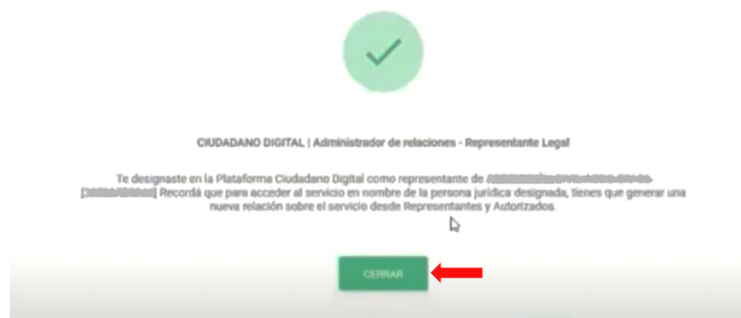 CIUDADANO DIGITAL | Administrador de relaciones - Representante Legal
Te designaste en la Plataforma Ciudadano Digital como representante de
Recordá que para acceder al servicio en nombre de la persona jurídica designada, tienes que generar una
nueva relación sobre el servicio desde Representantes y Autorizados.
CERRAR